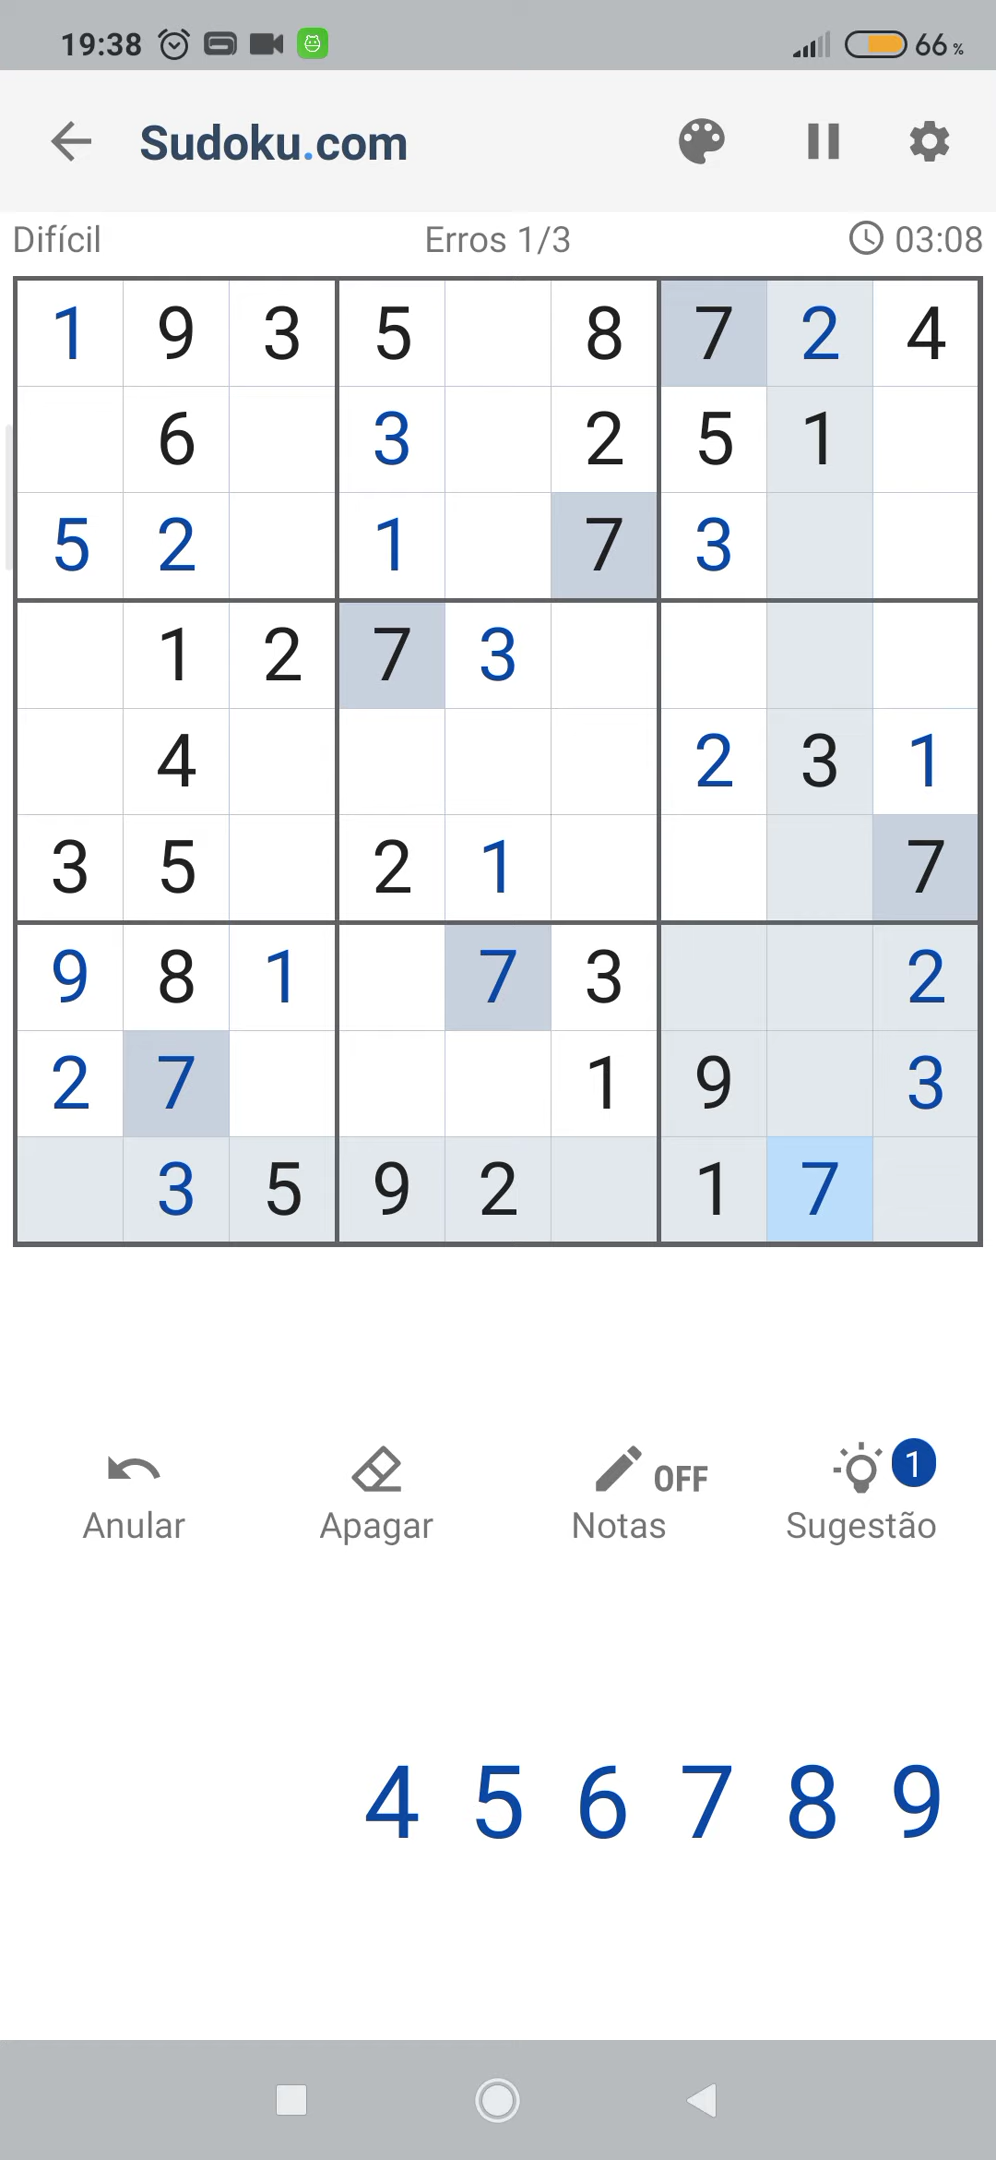 19:38 66 %
Sudoku.com
Difícil Erros 1/3 03:08
1 9 3 5 8 7 2 4
6 3 2 5 1
5 2 1 7 3
1 2 7 3
4 2 3 1
3 5 2 1 7
9 8 1 7 3 2
2 7 1 9 3
3 5 9 2 1 7
OFF 1
Anular Apagar Notas Sugestão
4 5 6 7 8 9